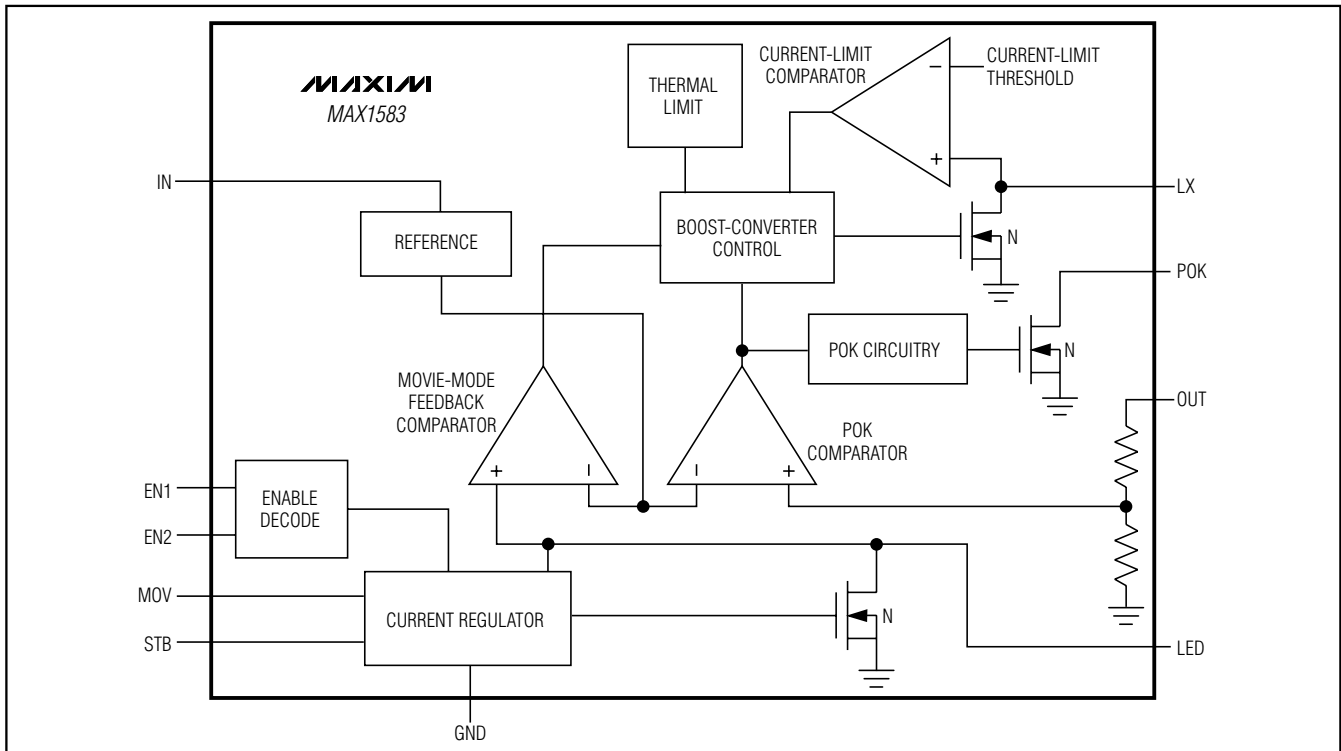 MAXIM
MAX1583
THERMAL
LIMIT
CURRENT-LIMIT
COMPARATOR
−
CURRENT-LIMIT
THRESHOLD
+
IN
LX
REFERENCE
BOOST-CONVERTER
CONTROL
N
POK
POK CIRCUITRY
N
MOVIE-MODE
FEEDBACK
COMPARATOR
OUT
POK
COMPARATOR
+
−
−
+
EN1
EN2
ENABLE
DECODE
MOV
STB
CURRENT REGULATOR
N
LED
GND